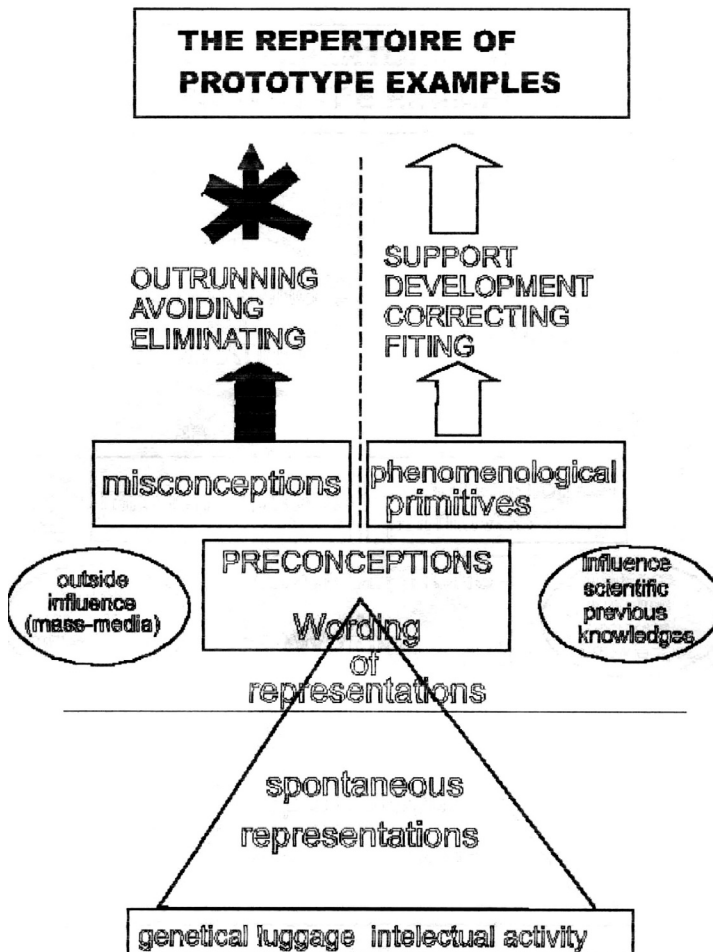 THE REPERTOIRE OF
PROTOTYPE EXAMPLES
OUTRUNNING
AVOIDING
ELIMINATING
SUPPORT
DEVELOPMENT
CORRECTING
FITING
misconceptions
phenomenological
primitives
outside
influence
(mass-media)
PRECONCEPTIONS
Wording
of
representations
influence
scientific
previous
knowledges
spontaneous
representations
genetical luggage intelectual activity